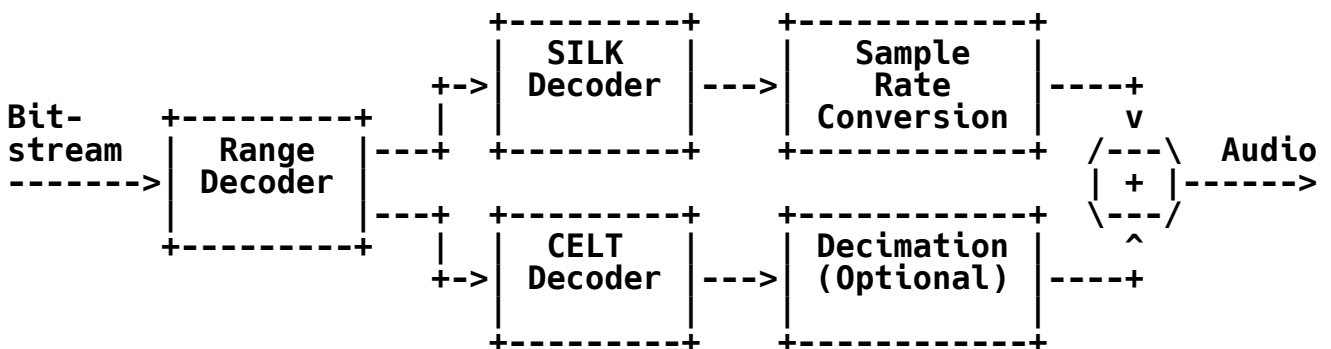 +---------+    +------------+
|  SILK   |    |   Sample   |
+->| Decoder |--->|    Rate    |----+
Bit-        +---------+   |  |         |    | Conversion |    v
stream  |  Range  |---+  +---------+    +------------+  /---\  Audio
------->| Decoder |                                     | + |------>
|         |---+  +---------+    +------------+  \---/
+---------+   |  |  CELT   |    | Decimation |    ^
+->| Decoder |--->| (Optional) |----+
|         |    |            |
+---------+    +------------+